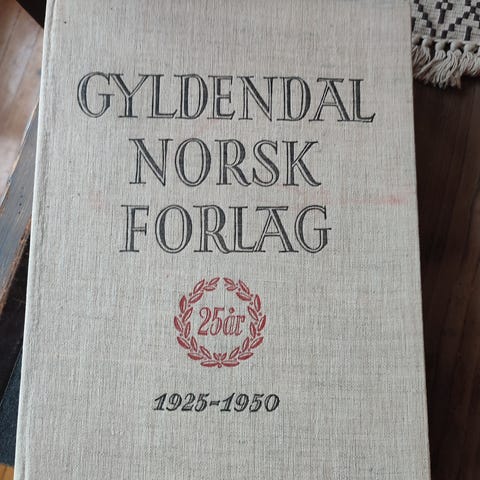 GYLDENDAL
NORSK
FORLAG
25 år
1925-1950